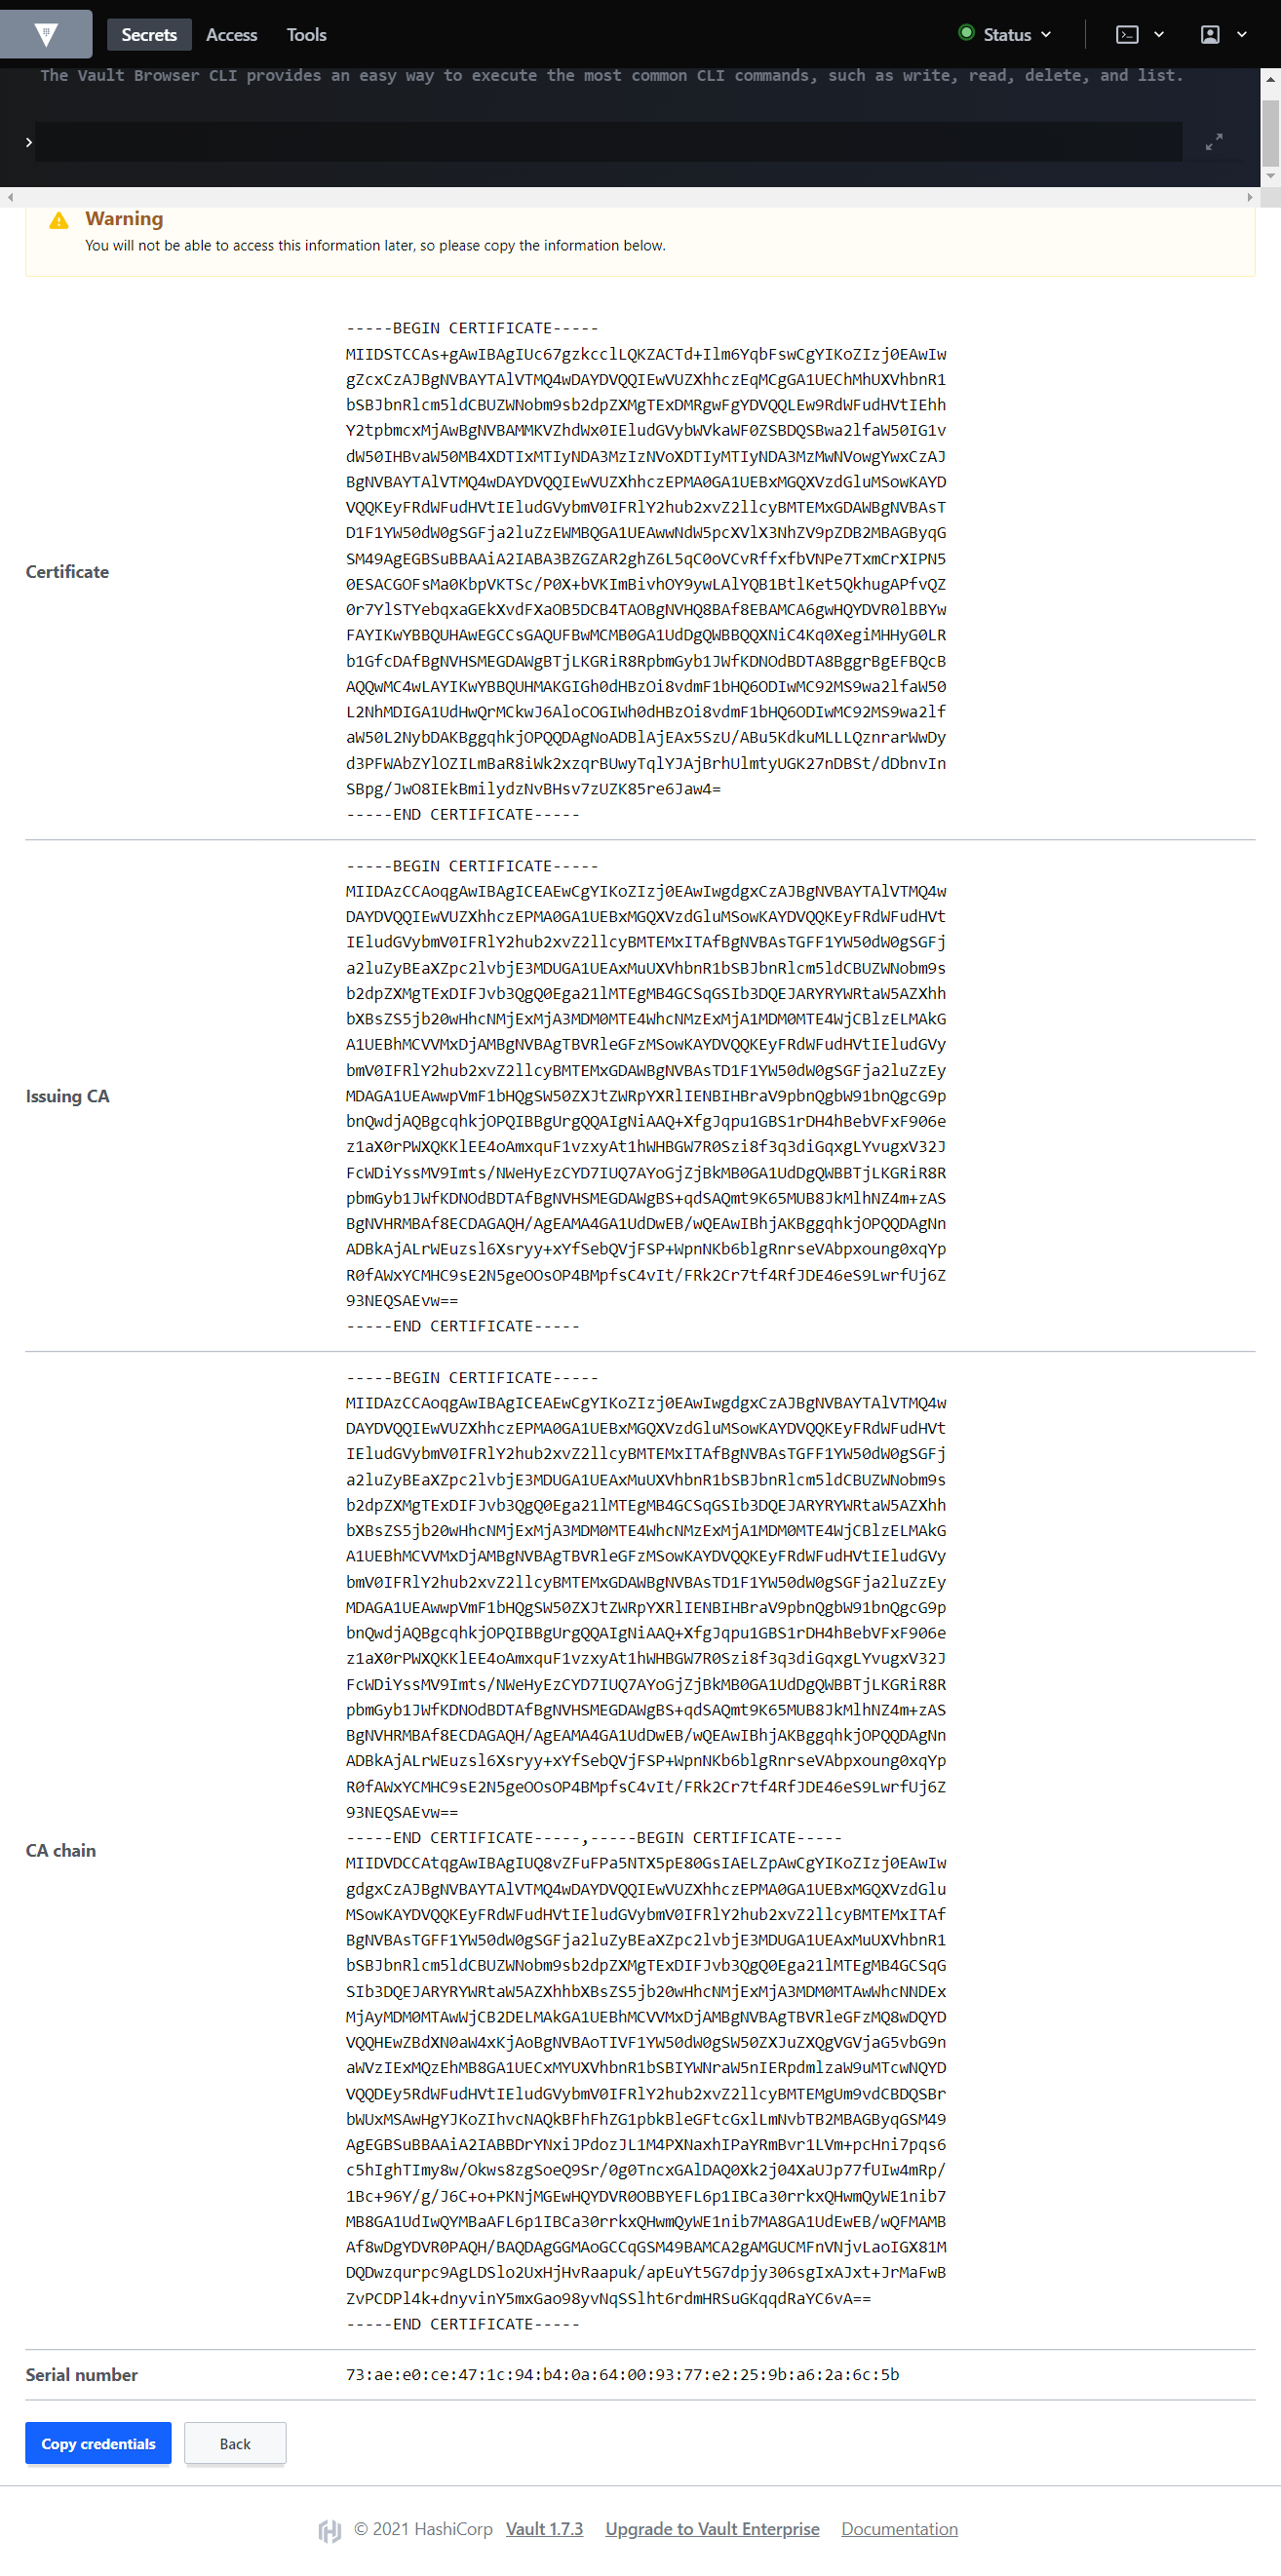 Secrets Access Tools Status
The Vault Browser CLI provides an easy way to execute the most common CLI commands, such as write, read, delete, and list.
Warning
You will not be able to access this information later, so please copy the information below.
Certificate
-----BEGIN CERTIFICATE-----
MIIDSTCCAs+gAwIBAgIUc67gzkcclLQKZACTd+Ilm6YqbFswCgYIKoZIzj0EAwIw
gZcxCzAJBgNVBAYTAlVTMQ4wDAYDVQQIEwVUZXhhczEqMCgGA1UEChMhUXVhbnR1
bSBJbnRlcm5ldCBUZWNobm9sb2dpZXMgTExDMRgwFgYDVQQLEw9RdWFudHVtIEhh
Y2tpbmcxMjAwBgNVBAMMKVZhdWx0IEludGVybWVkaWF0ZSBDQSBwa2lfaW50IG1v
dW50IHBvaW50MB4XDTIxMTIyNDA3MzIzNVoXDTIyMTIyNDA3MzMwNVowgYwxCzAJ
BgNVBAYTAlVTMQ4wDAYDVQQIEwVUZXhhczEPMA0GA1UEBxMGQXVzdGluMSowKAYD
VQQKEyFRdWFudHVtIEludGVybmV0IFRlY2hub2xvZ2llcyBMTEMxGDAWBgNVBAsT
D1F1YW50dW0gSGFja2luZzEWMBQGA1UEAwwNdW5pcXVlX3NhZV9pZDB2MBAGByqG
SM49AgEGBSuBBAAiA2IABA3BZGZAR2ghZ6L5qC0oVCvRffxfbVNPe7TxmCrXIPN5
0ESACGOFsMa0KbpVKTSc/P0X+bVKImBivhOY9ywLAlYQB1BtlKet5QkhugAPfvQZ
0r7YlSTYebqxaGEkXvdFXaOB5DCB4TAOBgNVHQ8BAf8EBAMCA6gwHQYDVR0lBBYw
FAYIKwYBBQUHAwEGCCsGAQUFBwMCMB0GA1UdDgQWBBQQXNiC4Kq0XegiMHHyG0LR
b1GfcDAfBgNVHSMEGDAWgBTjLKGRiR8RpbmGyb1JWfKDNOdBDTA8BggrBgEFBQcB
AQQwMC4wLAYIKwYBBQUHMAKGIGh0dHBzOi8vdmF1bHQ6ODIwMC92MS9wa2lfaW50
L2NhMDIGA1UdHwQrMCkwJ6AloCOGIWh0dHBzOi8vdmF1bHQ6ODIwMC92MS9wa2lf
aW50L2NybDAKBggqhkjOPQQDAgNoADBlAjEAx5SzU/ABu5KdkuMLLLQznrarWwDy
d3PFWAbZYlOZILmBaR8iWk2xzqrBUwyTqlYJAjBrhUlmtyUGK27nDBSt/dDbnvIn
SBpg/JwO8IEkBmilydzNvBHsv7zUZK85re6Jaw4=
-----END CERTIFICATE-----
Issuing CA
-----BEGIN CERTIFICATE-----
MIIDAzCCAoqgAwIBAgICEAEwCgYIKoZIzj0EAwIwgdgxCzAJBgNVBAYTAlVTMQ4w
DAYDVQQIEwVUZXhhczEPMA0GA1UEBxMGQXVzdGluMSowKAYDVQQKEyFRdWFudHVt
IEludGVybmV0IFRlY2hub2xvZ2llcyBMTEMxITAfBgNVBAsTGFF1YW50dW0gSGFj
a2luZyBEaXZpc2lvbjE3MDUGA1UEAxMuUXVhbnR1bSBJbnRlcm5ldCBUZWNobm9s
b2dpZXMgTExDIFJvb3QgQ0Ega21lMTEgMB4GCSqGSIb3DQEJARYRYWRtaW5AZXhh
bXBsZS5jb20wHhcNMjExMjA3MDM0MTE4WhcNMzExMjA1MDM0MTE4WjCBlzELMAkG
A1UEBhMCVVMxDjAMBgNVBAgTBVRleGFzMSowKAYDVQQKEyFRdWFudHVtIEludGVy
bmV0IFRlY2hub2xvZ2llcyBMTEMxGDAWBgNVBAsTD1F1YW50dW0gSGFja2luZzEy
MDAGA1UEAwwpVmF1bHQgSW50ZXJtZWRpYXRlIENBIHBraV9pbnQgbW91bnQgcG9p
bnQwdjAQBgcqhkjOPQIBBgUrgQQAIgNiAAQ+XfgJqpu1GBS1rDH4hBebVFxF906e
z1aX0rPWXQKKlEE4oAmxquF1vzxyAt1hWHBGW7R0Szi8f3q3diGqxgLYvugxV32J
FcWDiYssMV9Imts/NWeHyEzCYD7IUQ7AYoGjZjBkMB0GA1UdDgQWBBTjLKGRiR8R
pbmGyb1JWfKDNOdBDTAfBgNVHSMEGDAWgBS+qdSAQmt9K65MUB8JkMlhNZ4m+zAS
BgNVHRMBAf8ECDAGAQH/AgEAMA4GA1UdDwEB/wQEAwIBhjAKBggqhkjOPQQDAgNn
ADBkAjALrWEuzsl6Xsryy+xYfSebQVjFSP+WpnNKb6blgRnrseVAbpxoung0xqYp
R0fAWxYCMHC9sE2N5geOOsOP4BMpfsC4vIt/FRk2Cr7tf4RfJDE46eS9LwrfUj6Z
93NEQSAEvw==
-----END CERTIFICATE-----
CA chain
-----BEGIN CERTIFICATE-----
MIIDAzCCAoqgAwIBAgICEAEwCgYIKoZIzj0EAwIwgdgxCzAJBgNVBAYTAlVTMQ4w
DAYDVQQIEwVUZXhhczEPMA0GA1UEBxMGQXVzdGluMSowKAYDVQQKEyFRdWFudHVt
IEludGVybmV0IFRlY2hub2xvZ2llcyBMTEMxITAfBgNVBAsTGFF1YW50dW0gSGFj
a2luZyBEaXZpc2lvbjE3MDUGA1UEAxMuUXVhbnR1bSBJbnRlcm5ldCBUZWNobm9s
b2dpZXMgTExDIFJvb3QgQ0Ega21lMTEgMB4GCSqGSIb3DQEJARYRYWRtaW5AZXhh
bXBsZS5jb20wHhcNMjExMjA3MDM0MTE4WhcNMzExMjA1MDM0MTE4WjCBlzELMAkG
A1UEBhMCVVMxDjAMBgNVBAgTBVRleGFzMSowKAYDVQQKEyFRdWFudHVtIEludGVy
bmV0IFRlY2hub2xvZ2llcyBMTEMxGDAWBgNVBAsTD1F1YW50dW0gSGFja2luZzEy
MDAGA1UEAwwpVmF1bHQgSW50ZXJtZWRpYXRlIENBIHBraV9pbnQgbW91bnQgcG9p
bnQwdjAQBgcqhkjOPQIBBgUrgQQAIgNiAAQ+XfgJqpu1GBS1rDH4hBebVFxF906e
z1aX0rPWXQKKlEE4oAmxquF1vzxyAt1hWHBGW7R0Szi8f3q3diGqxgLYvugxV32J
FcWDiYssMV9Imts/NWeHyEzCYD7IUQ7AYoGjZjBkMB0GA1UdDgQWBBTjLKGRiR8R
pbmGyb1JWfKDNOdBDTAfBgNVHSMEGDAWgBS+qdSAQmt9K65MUB8JkMlhNZ4m+zAS
BgNVHRMBAf8ECDAGAQH/AgEAMA4GA1UdDwEB/wQEAwIBhjAKBggqhkjOPQQDAgNn
ADBkAjALrWEuzsl6Xsryy+xYfSebQVjFSP+WpnNKb6blgRnrseVAbpxoung0xqYp
R0fAWxYCMHC9sE2N5geOOsOP4BMpfsC4vIt/FRk2Cr7tf4RfJDE46eS9LwrfUj6Z
93NEQSAEvw==
-----END CERTIFICATE-----,-----BEGIN CERTIFICATE-----
MIIDVDCCAtqgAwIBAgIUQ8vZFuFPa5NTX5pE80GsIAELZpAwCgYIKoZIzj0EAwIw
gdgxCzAJBgNVBAYTAlVTMQ4wDAYDVQQIEwVUZXhhczEPMA0GA1UEBxMGQXVzdGlu
MSowKAYDVQQKEyFRdWFudHVtIEludGVybmV0IFRlY2hub2xvZ2llcyBMTEMxITAf
BgNVBAsTGFF1YW50dW0gSGFja2luZyBEaXZpc2lvbjE3MDUGA1UEAxMuUXVhbnR1
bSBJbnRlcm5ldCBUZWNobm9sb2dpZXMgTExDIFJvb3QgQ0Ega21lMTEgMB4GCSqG
SIb3DQEJARYRYWRtaW5AZXhhbXBsZS5jb20wHhcNMjExMjA3MDM0MTAwWhcNNDEx
MjAyMDM0MTAwWjCB2DELMAkGA1UEBhMCVVMxDjAMBgNVBAgTBVRleGFzMQ8wDQYD
VQQHEwZBdXN0aW4xKjAoBgNVBAoTIVF1YW50dW0gSW50ZXJuZXQgVGVjaG5vbG9n
aWVzIExMQzEhMB8GA1UECxMYUXVhbnR1bSBIYWNraW5nIERpdmlzaW9uMTcwNQYD
VQQDEy5RdWFudHVtIEludGVybmV0IFRlY2hub2xvZ2llcyBMTEMgUm9vdCBDQSBr
bWUxMSAwHgYJKoZIhvcNAQkBFhFhZG1pbkBleGFtcGxlLmNvbTB2MBAGByqGSM49
AgEGBSuBBAAiA2IABBDrYNxiJPdozJL1M4PXNaxhIPaYRmBvr1LVm+pcHni7pqs6
c5hIghTImy8w/Okws8zgSoeQ9Sr/0g0TncxGAlDAQ0Xk2j04XaUJp77fUIw4mRp/
1Bc+96Y/g/J6C+o+PKNjMGEwHQYDVR0OBBYEFL6p1IBCa30rrkxQHwmQyWE1nib7
MB8GA1UdIwQYMBaAFL6p1IBCa30rrkxQHwmQyWE1nib7MA8GA1UdEwEB/wQFMAMB
Af8wDgYDVR0PAQH/BAQDAgGGMAoGCCqGSM49BAMCA2gAMGUCMFnVNjvLaoIGX81M
DQDwzqurpc9AgLDSlo2UxHjHvRaapuk/apEuYt5G7dpjy306sgIxAJxt+JrMaFwB
ZvPCDPl4k+dnyvinY5mxGao98yvNqSSlht6rdmHRSuGKqqdRaYC6vA==
-----END CERTIFICATE-----
Serial number 73:ae:e0:ce:47:1c:94:b4:0a:64:00:93:77:e2:25:9b:a6:2a:6c:5b
Copy credentials Back
© 2021 HashiCorp Vault 1.7.3 Upgrade to Vault Enterprise Documentation